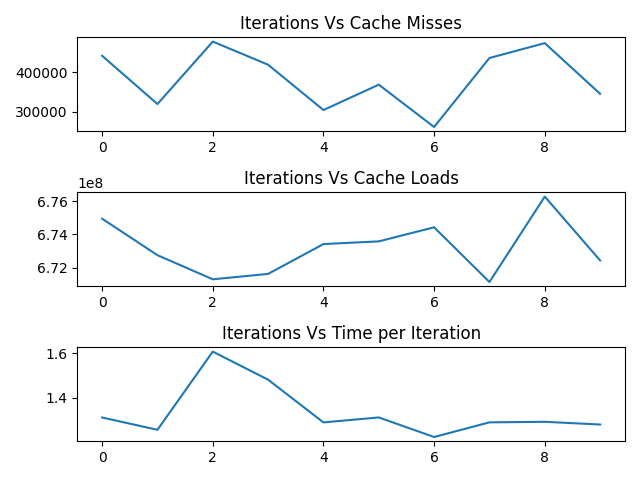 Iterations Vs Cache Misses
400000
300000
0 2 4 6 8
Iterations Vs Cache Loads
1e8
6.76
6.74
6.72
0 2 4 6 8
Iterations Vs Time per Iteration
1.6
1.4
0 2 4 6 8